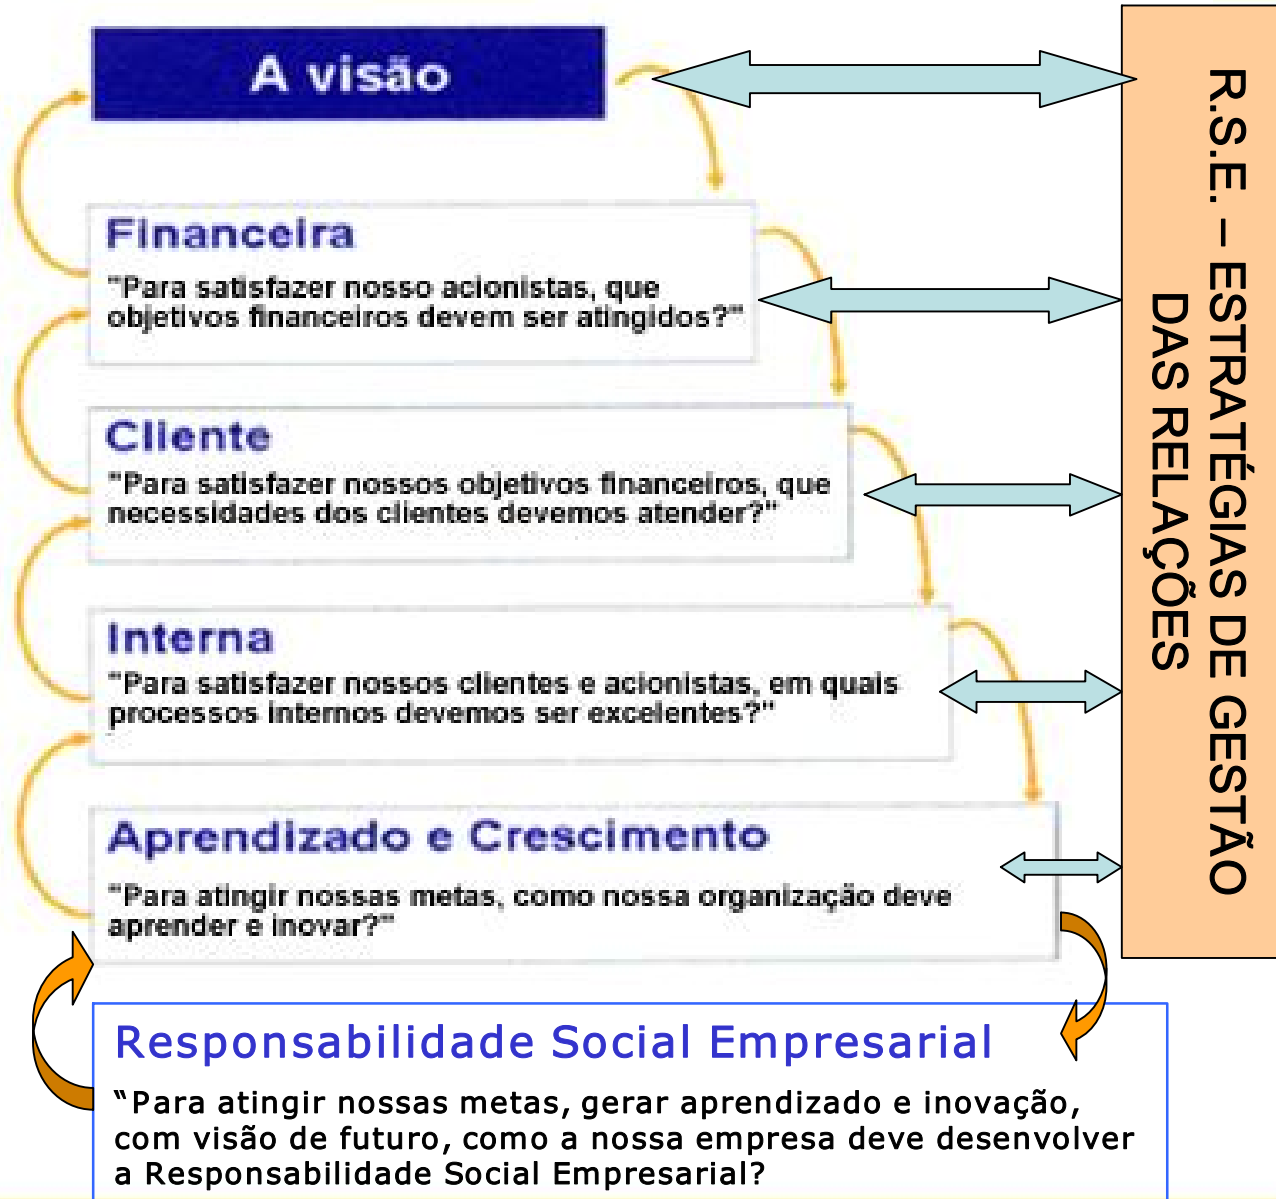 A visão
Financeira
"Para satisfazer nosso acionistas, que
objetivos financeiros devem ser atingidos?"
Cliente
"Para satisfazer nossos objetivos financeiros, que
necessidades dos clientes devemos atender?"
Interna
"Para satisfazer nossos clientes e acionistas, em quais
processos internos devemos ser excelentes?"
Aprendizado e Crescimento
"Para atingir nossas metas, como nossa organização deve
aprender e inovar?"
Responsabilidade Social Empresarial
“Para atingir nossas metas, gerar aprendizado e inovação,
com visão de futuro, como a nossa empresa deve desenvolver
a Responsabilidade Social Empresarial?
R.S.E. – ESTRATÉGIAS DE GESTÃO
DAS RELAÇÕES